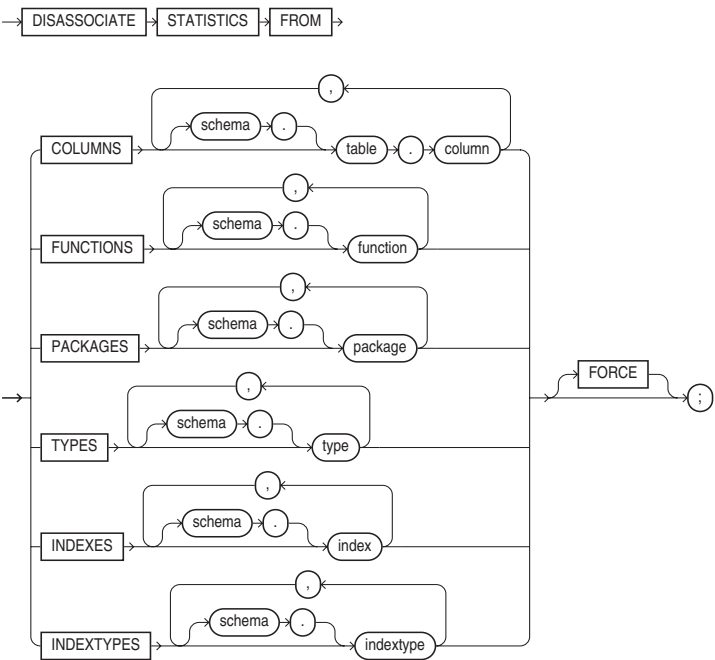 DISASSOCIATE STATISTICS FROM
,
schema .
COLUMNS table . column
,
schema .
FUNCTIONS function
,
schema .
PACKAGES package
FORCE
;
,
schema .
TYPES type
,
schema .
INDEXES index
,
schema .
INDEXTYPES indextype